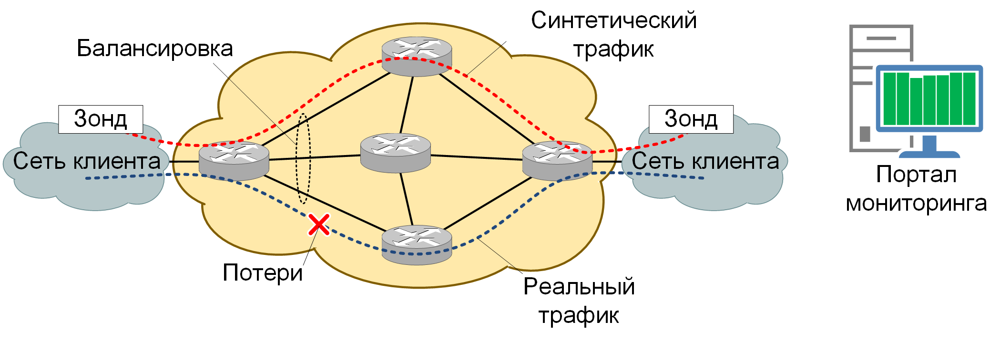 Синтетический
трафик
Балансировка
Зонд
Зонд
Сеть клиента
Сеть клиента
Портал
мониторинга
Потери
Реальный
трафик